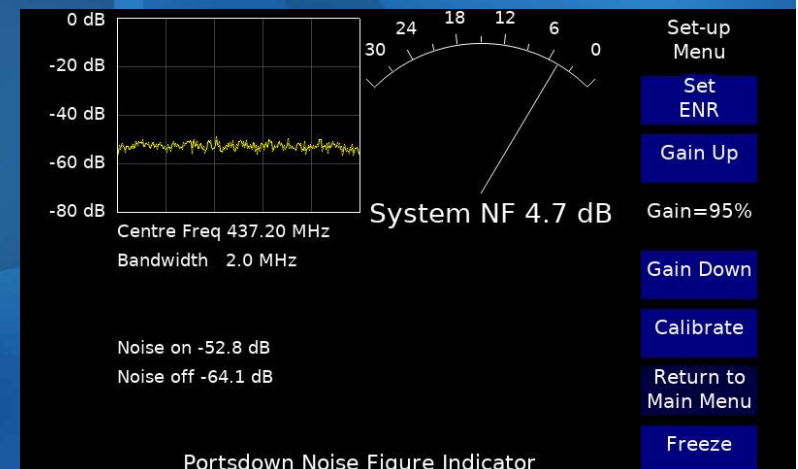 0 dB
-20 dB
-40 dB
-60 dB
-80 dB
30 24 18 12 6 0
System NF 4.7 dB
Centre Freq 437.20 MHz
Bandwidth 2.0 MHz
Noise on -52.8 dB
Noise off -64.1 dB
Portsdown Noise Figure Indicator
Set-up
Menu
Set
ENR
Gain Up
Gain=95%
Gain Down
Calibrate
Return to
Main Menu
Freeze